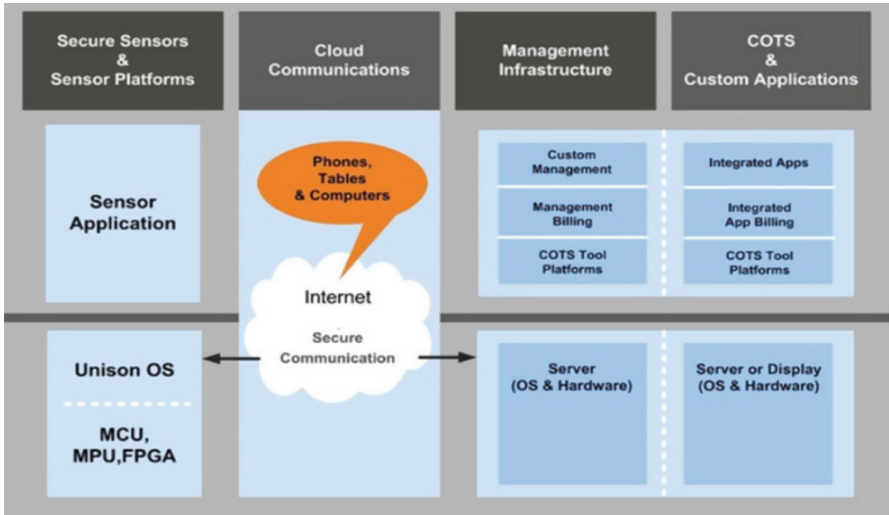 Secure Sensors
&
Sensor Platforms
Cloud
Communications
Management
Infrastructure
COTS
&
Custom Applications
Sensor
Application
Phones,
Tables
& Computers
Custom
Management
Management
Billing
COTS Tool
Platforms
Integrated Apps
Integrated
App Billing
COTS Tool
Platforms
Internet
Secure
Communication
Unison OS
MCU,
MPU,FPGA
Server
(OS & Hardware)
Server or Display
(OS & Hardware)